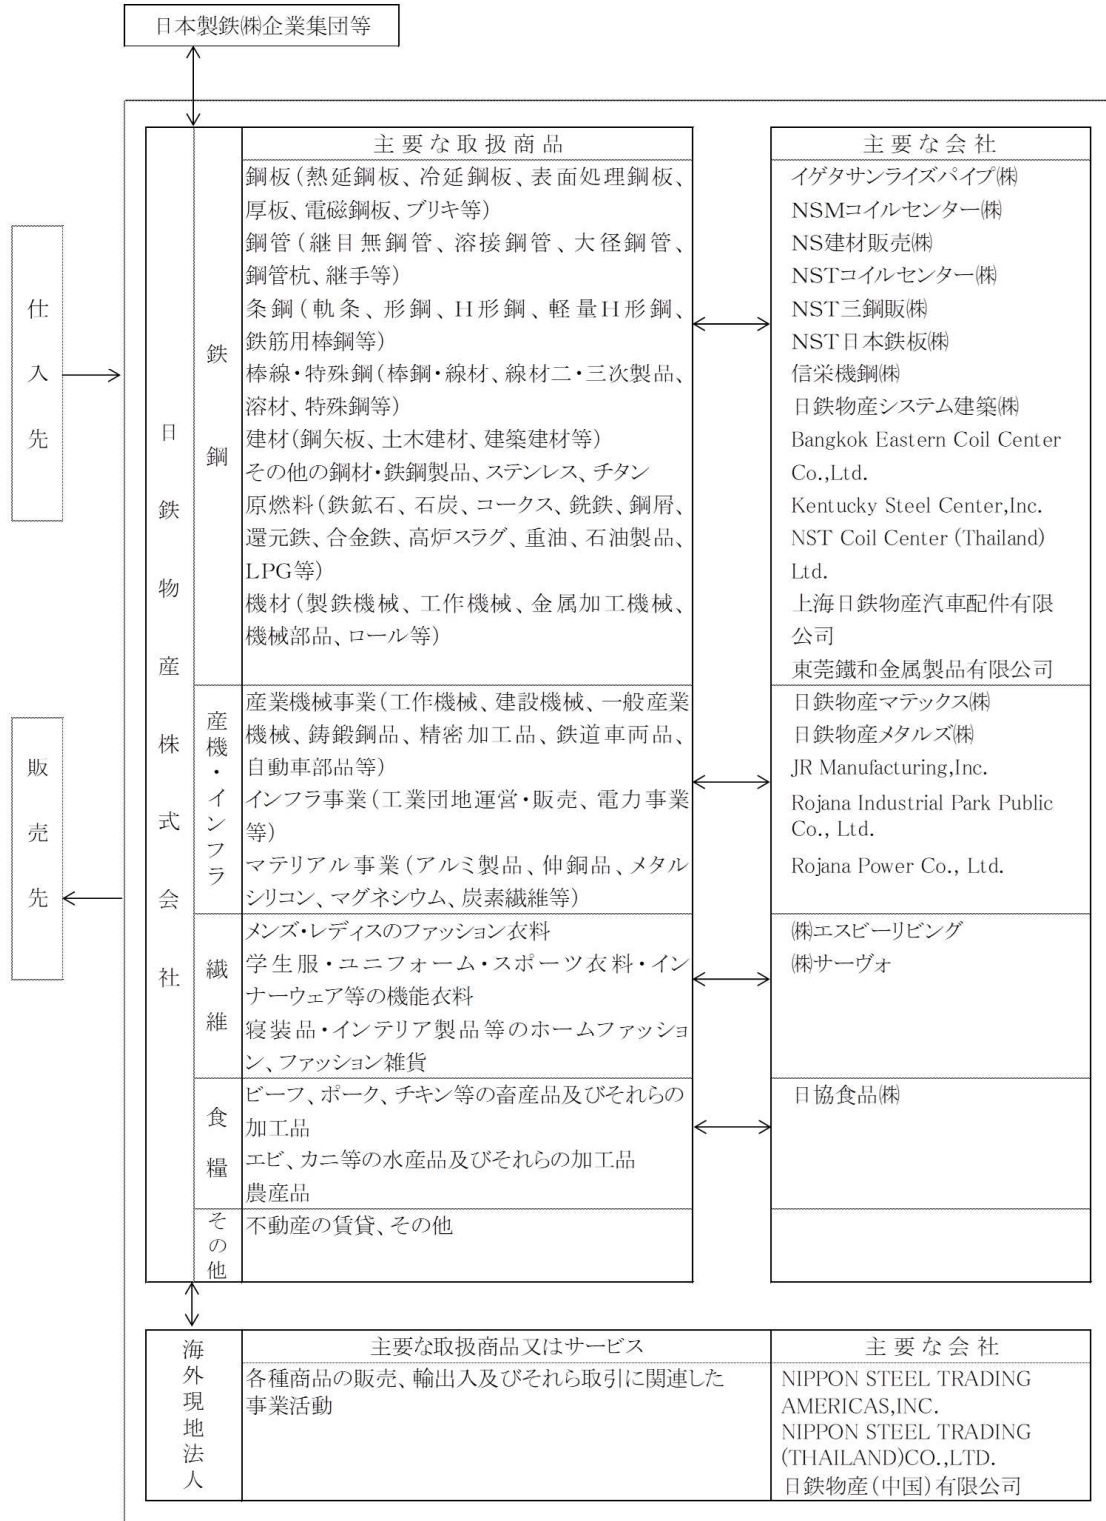 日本製鉄㈱企業集団等
仕入先
販売先
日鉄物産株式会社
鉄鋼
主要な取扱商品
鋼板（熱延鋼板、冷延鋼板、表面処理鋼板、
厚板、電磁鋼板、ブリキ等）
鋼管（継目無鋼管、溶接鋼管、大径鋼管、
鋼管杭、継手等）
条鋼（軌条、形鋼、H形鋼、軽量H形鋼、
鉄筋用棒鋼等）
棒線・特殊鋼（棒鋼・線材、線材二・三次製品、
溶材、特殊鋼等）
建材（鋼矢板、土木建材、建築建材等）
その他の鋼材・鉄鋼製品、ステンレス、チタン
原燃料（鉄鉱石、石炭、コークス、銑鉄、鋼屑、
還元鉄、合金鉄、高炉スラグ、重油、石油製品、
LPG等）
機材（製鉄機械、工作機械、金属加工機械、
機械部品、ロール等）
主要な会社
イゲタサンライズパイプ㈱
NSMコイルセンター㈱
NS建材販売㈱
NSTコイルセンター㈱
NST三鋼販㈱
NST日本鉄板㈱
信栄機鋼㈱
日鉄物産システム建築㈱
Bangkok Eastern Coil Center
Co.,Ltd.
Kentucky Steel Center,Inc.
NST Coil Center (Thailand)
Ltd.
上海日鉄物産汽車配件有限
公司
東莞鐵和金属製品有限公司
産機・インフラ
産業機械事業（工作機械、建設機械、一般産業
機械、鋳鍛鋼品、精密加工品、鉄道車両品、
自動車部品等）
インフラ事業（工業団地運営・販売、電力事業
等）
マテリアル事業（アルミ製品、伸銅品、メタル
シリコン、マグネシウム、炭素繊維等）
日鉄物産マテックス㈱
日鉄物産メタルズ㈱
JR Manufacturing,Inc.
Rojana Industrial Park Public
Co., Ltd.
Rojana Power Co., Ltd.
繊維
メンズ・レディスのファッション衣料
学生服・ユニフォーム・スポーツ衣料・イン
ナーウェア等の機能衣料
寝装品・インテリア製品等のホームファッショ
ン、ファッション雑貨
㈱エスビーリビング
㈱サーヴォ
食糧
ビーフ、ポーク、チキン等の畜産品及びそれらの
加工品
エビ、カニ等の水産品及びそれらの加工品
農産品
日協食品㈱
その他
不動産の賃貸、その他
海外現地法人
主要な取扱商品又はサービス
各種商品の販売、輸出入及びそれら取引に関連した
事業活動
主要な会社
NIPPON STEEL TRADING
AMERICAS,INC.
NIPPON STEEL TRADING
(THAILAND)CO.,LTD.
日鉄物産（中国）有限公司